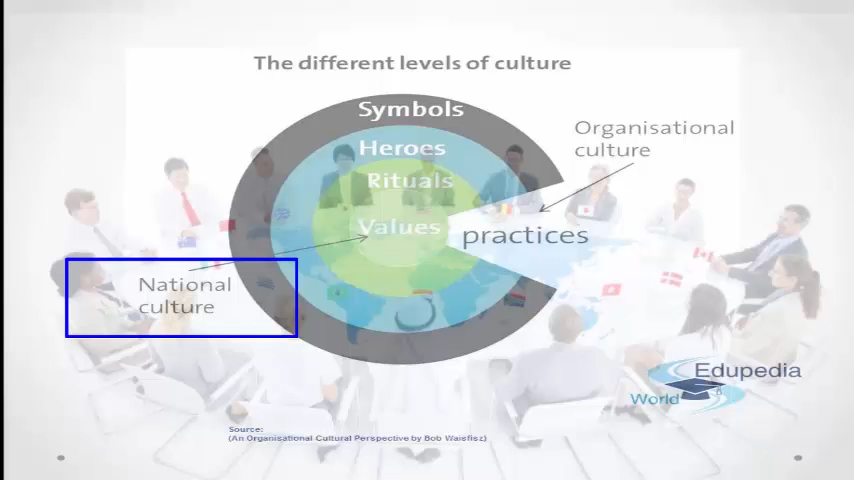 The different levels of culture
Symbols
Organisational
culture
Heroes
Rituals
Values
practices
National
culture
Edupedia
World
Source:
(An Organisational Cultural Perspective by Bob Waisfisz)